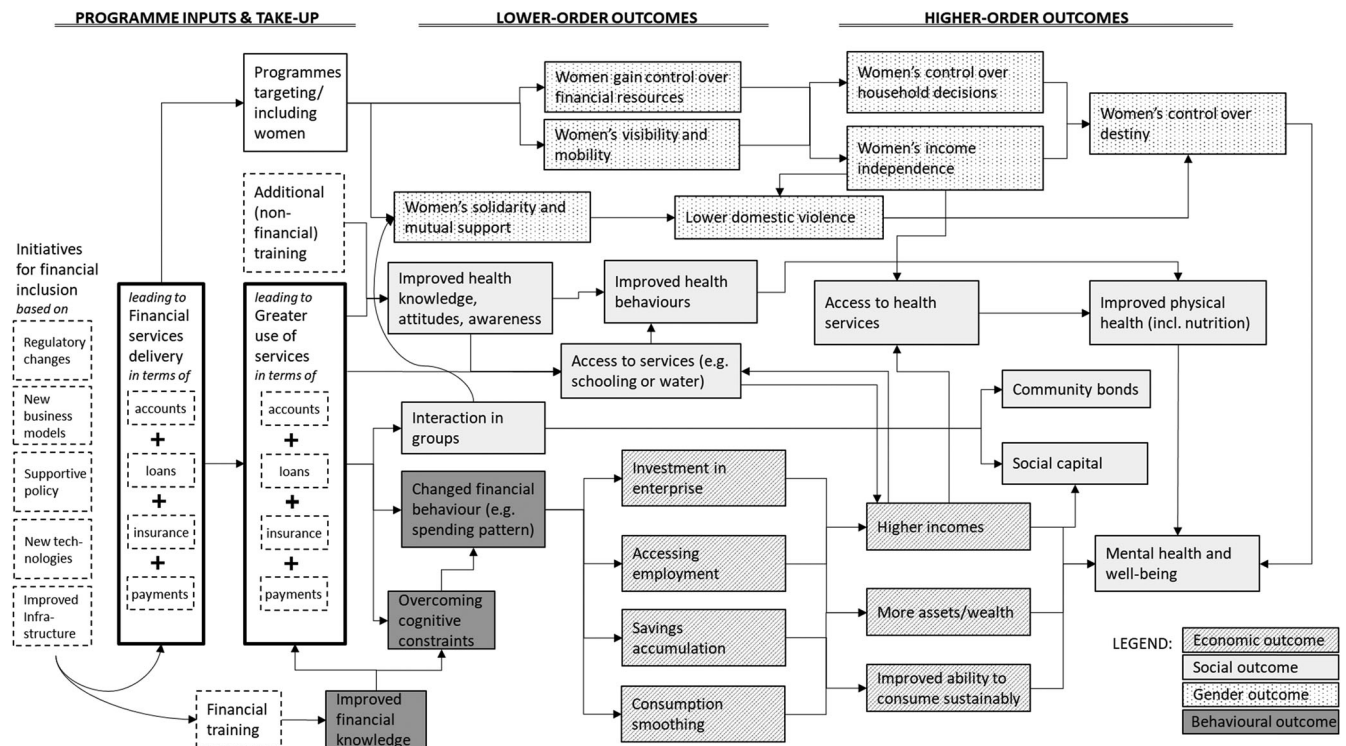 PROGRAMME INPUTS & TAKE-UP
LOWER-ORDER OUTCOMES
HIGHER-ORDER OUTCOMES
Programmes
targeting/
including
women
Additional
(non-
financial)
training
Initiatives
for financial
inclusion
based on
Regulatory
changes
New
business
models
Supportive
policy
New tech-
nologies
Improved
Infra-
structure
leading to
Financial
services
delivery
in terms of
accounts
+
loans
+
insurance
+
payments
leading to
Greater
use of
services
in terms of
accounts
+
loans
+
insurance
+
payments
Financial
training
Improved
financial
knowledge
Women gain control over
financial resources
Women's visibility and
mobility
Women's solidarity and
mutual support
Lower domestic violence
Improved health
knowledge,
attitudes, awareness
Improved health
behaviours
Access to services (e.g.
schooling or water)
Interaction in
groups
Changed financial
behaviour (e.g.
spending pattern)
Overcoming
cognitive
constraints
Investment in
enterprise
Accessing
employment
Savings
accumulation
Consumption
smoothing
Women's control over
household decisions
Women's income
independence
Women's control over
destiny
Access to health
services
Improved physical
health (incl. nutrition)
Community bonds
Social capital
Higher incomes
More assets/wealth
Improved ability to
consume sustainably
Mental health and
well-being
LEGEND:
Economic outcome
Social outcome
Gender outcome
Behavioural outcome